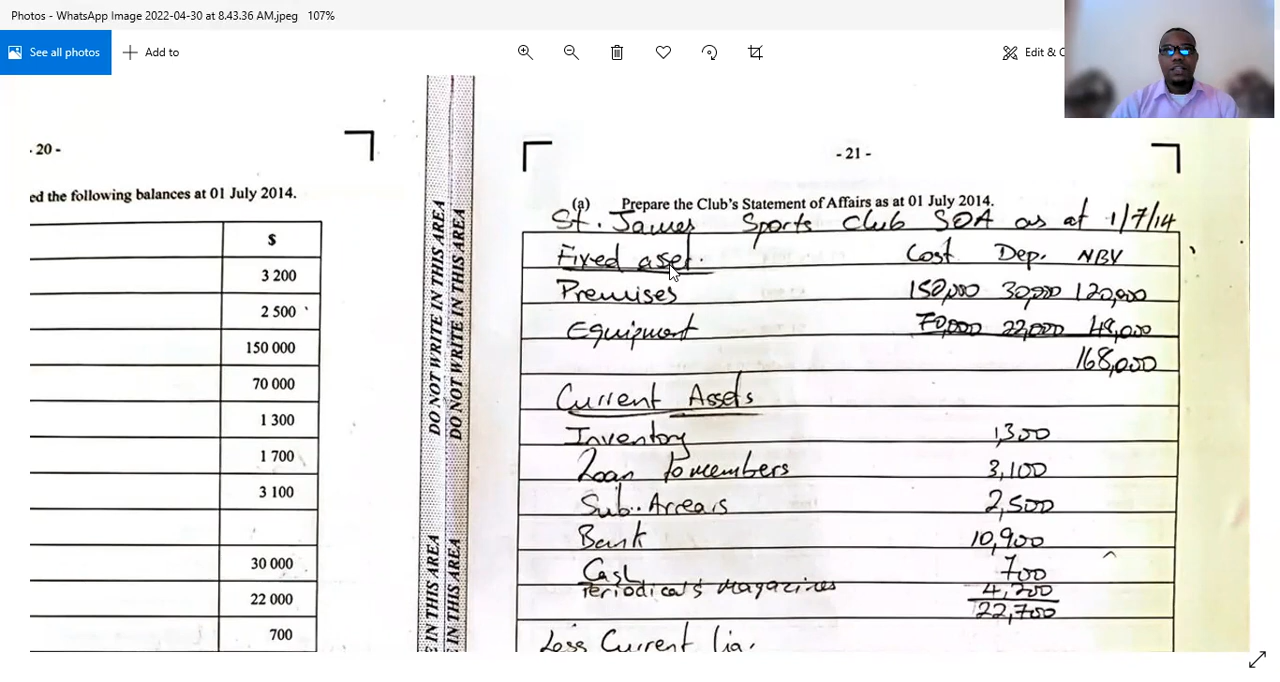 Photos - WhatsApp Image 2022-04-30 at 8.43.36 AM.jpeg 107%
See all photos
Add to
Edit & C
- 20 -
ed the following balances at 01 July 2014.
$
3 200
2 500
150 000
70 000
1 300
1 700
3 100
30 000
22 000
700
DO NOT WRITE IN THIS AREA
DO NOT WRITE IN THIS AREA
E IN THIS AREA
E IN THIS AREA
- 21 -
(a) Prepare the Club's Statement of Affairs as at 01 July 2014.
St. James Sports Club SOA as at 1/7/14
Fixed asset. Cost Dep. NBV
Premises 150,000 30,000 120,000
Equipment 70,000 22,000 48,000
168,000
Current Assets
Inventory 1,300
Loan to members 3,100
Sub. Arrears 2,500
Bank 10,900
Cash 700
Periodicals magazines 4,200
22,700
Less Current lia.